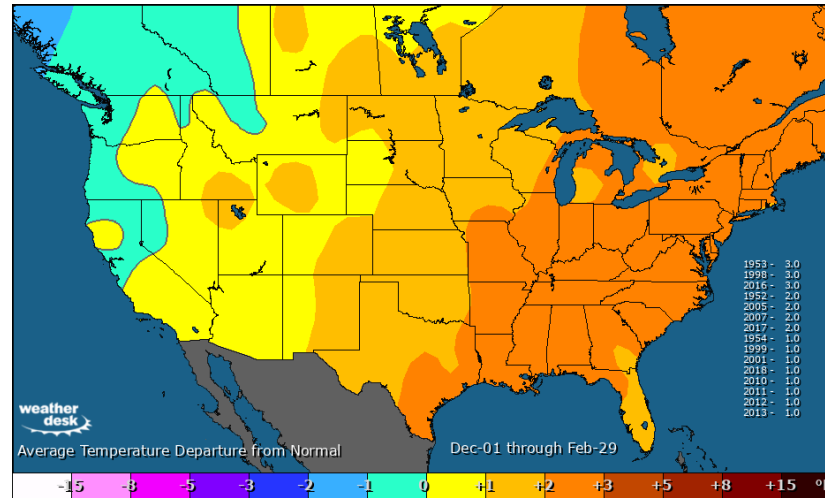 1953 - 3.0
1998 - 3.0
2016 - 3.0
1952 - 2.0
2005 - 2.0
2007 - 2.0
2017 - 2.0
1954 - 1.0
1999 - 1.0
2001 - 1.0
2018 - 1.0
2010 - 1.0
2011 - 1.0
2012 - 1.0
2013 - 1.0
weather
desk
Average Temperature Departure from Normal
Dec-01 through Feb-29
-15 -8 -5 -3 -2 -1 0 +1 +2 +3 +5 +8 +15